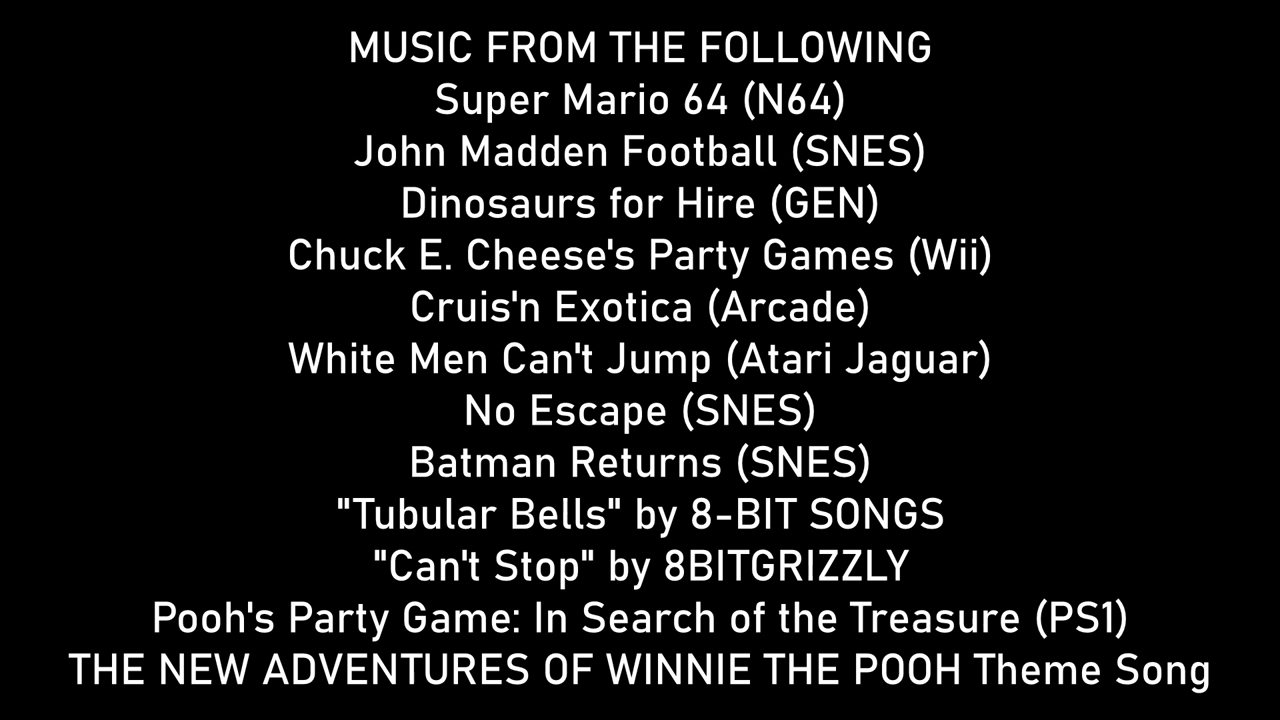 MUSIC FROM THE FOLLOWING
Super Mario 64 (N64)
John Madden Football (SNES)
Dinosaurs for Hire (GEN)
Chuck E. Cheese's Party Games (Wii)
Cruis'n Exotica (Arcade)
White Men Can't Jump (Atari Jaguar)
No Escape (SNES)
Batman Returns (SNES)
"Tubular Bells" by 8-BIT SONGS
"Can't Stop" by 8BITGRIZZLY
Pooh's Party Game: In Search of the Treasure (PS1)
THE NEW ADVENTURES OF WINNIE THE POOH Theme Song